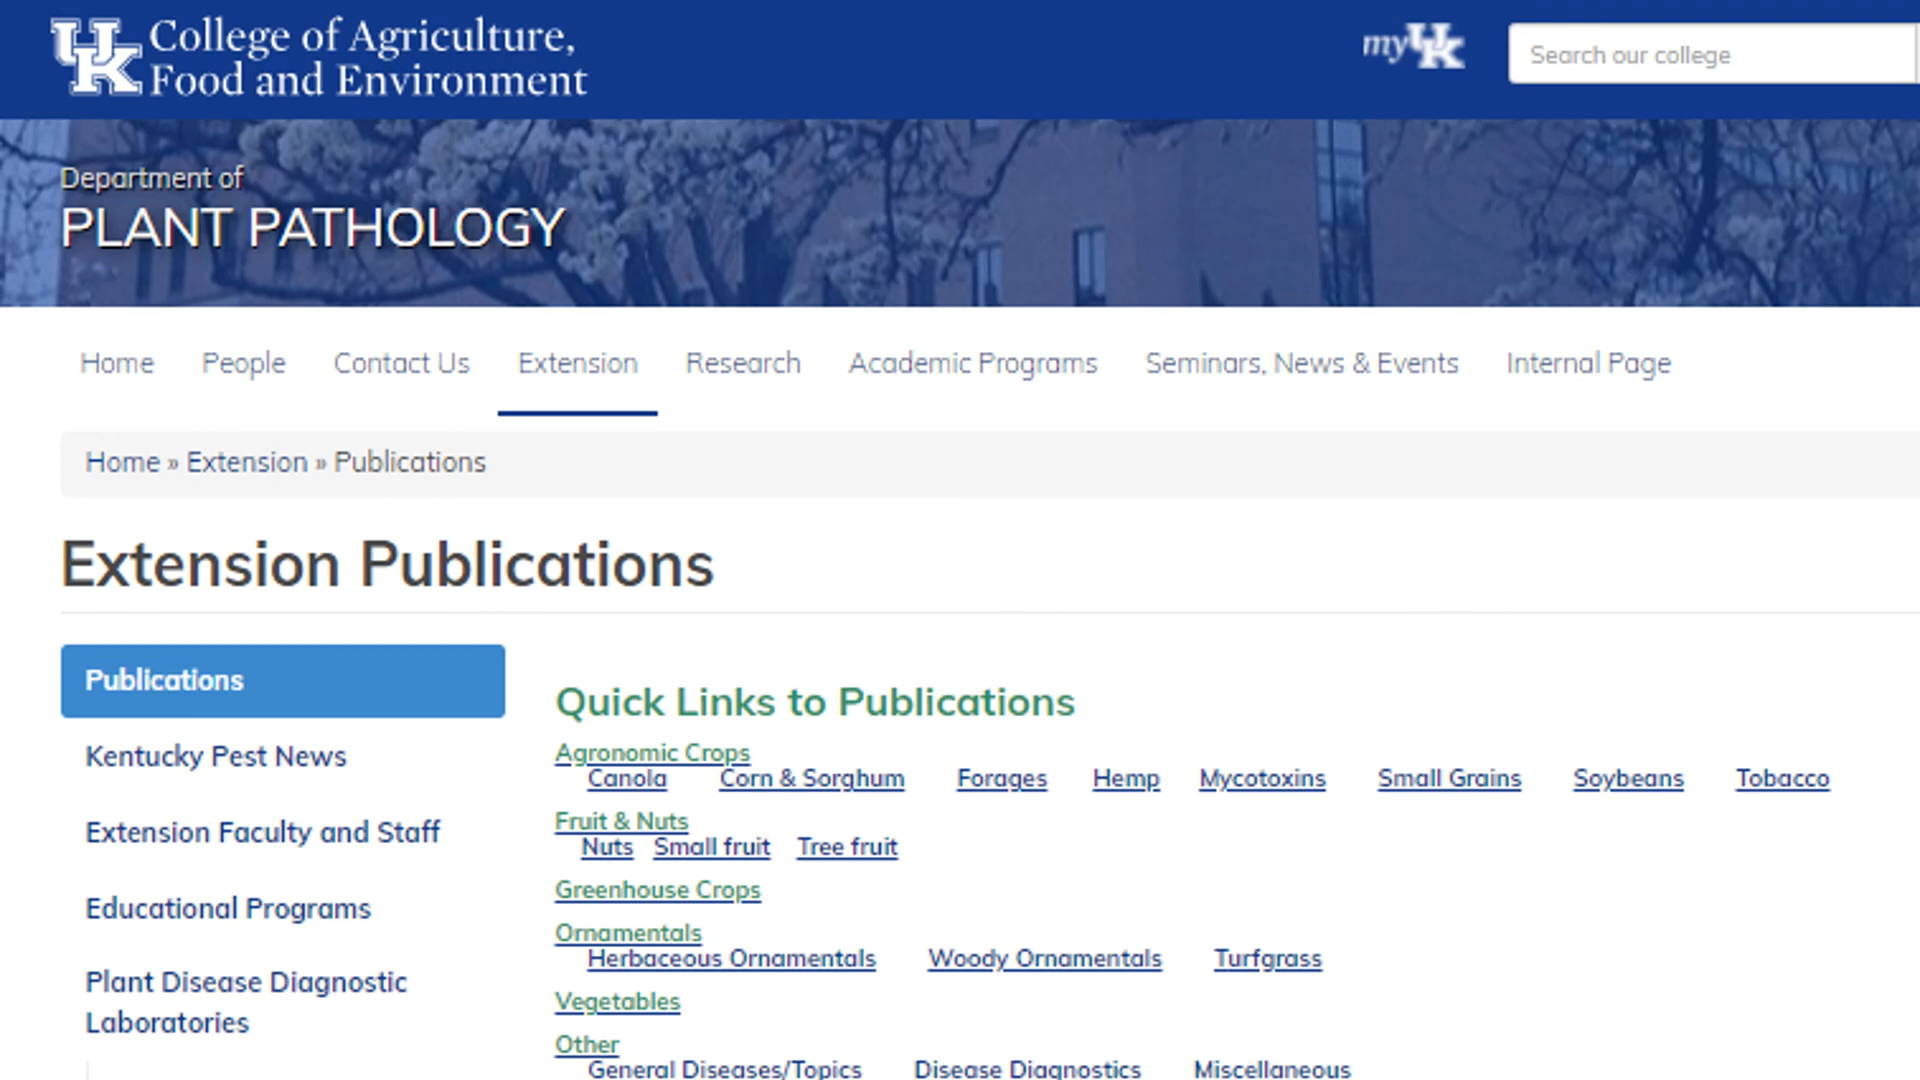 UK College of Agriculture,
Food and Environment
myUK
Search our college
Department of
PLANT PATHOLOGY
Home People Contact Us Extension Research Academic Programs Seminars, News & Events Internal Page
Home » Extension » Publications
Extension Publications
Publications
Kentucky Pest News
Extension Faculty and Staff
Educational Programs
Plant Disease Diagnostic
Laboratories
Quick Links to Publications
Agronomic Crops
Canola Corn & Sorghum Forages Hemp Mycotoxins Small Grains Soybeans Tobacco
Fruit & Nuts
Nuts Small fruit Tree fruit
Greenhouse Crops
Ornamentals
Herbaceous Ornamentals Woody Ornamentals Turfgrass
Vegetables
Other
General Diseases/Topics Disease Diagnostics Miscellaneous